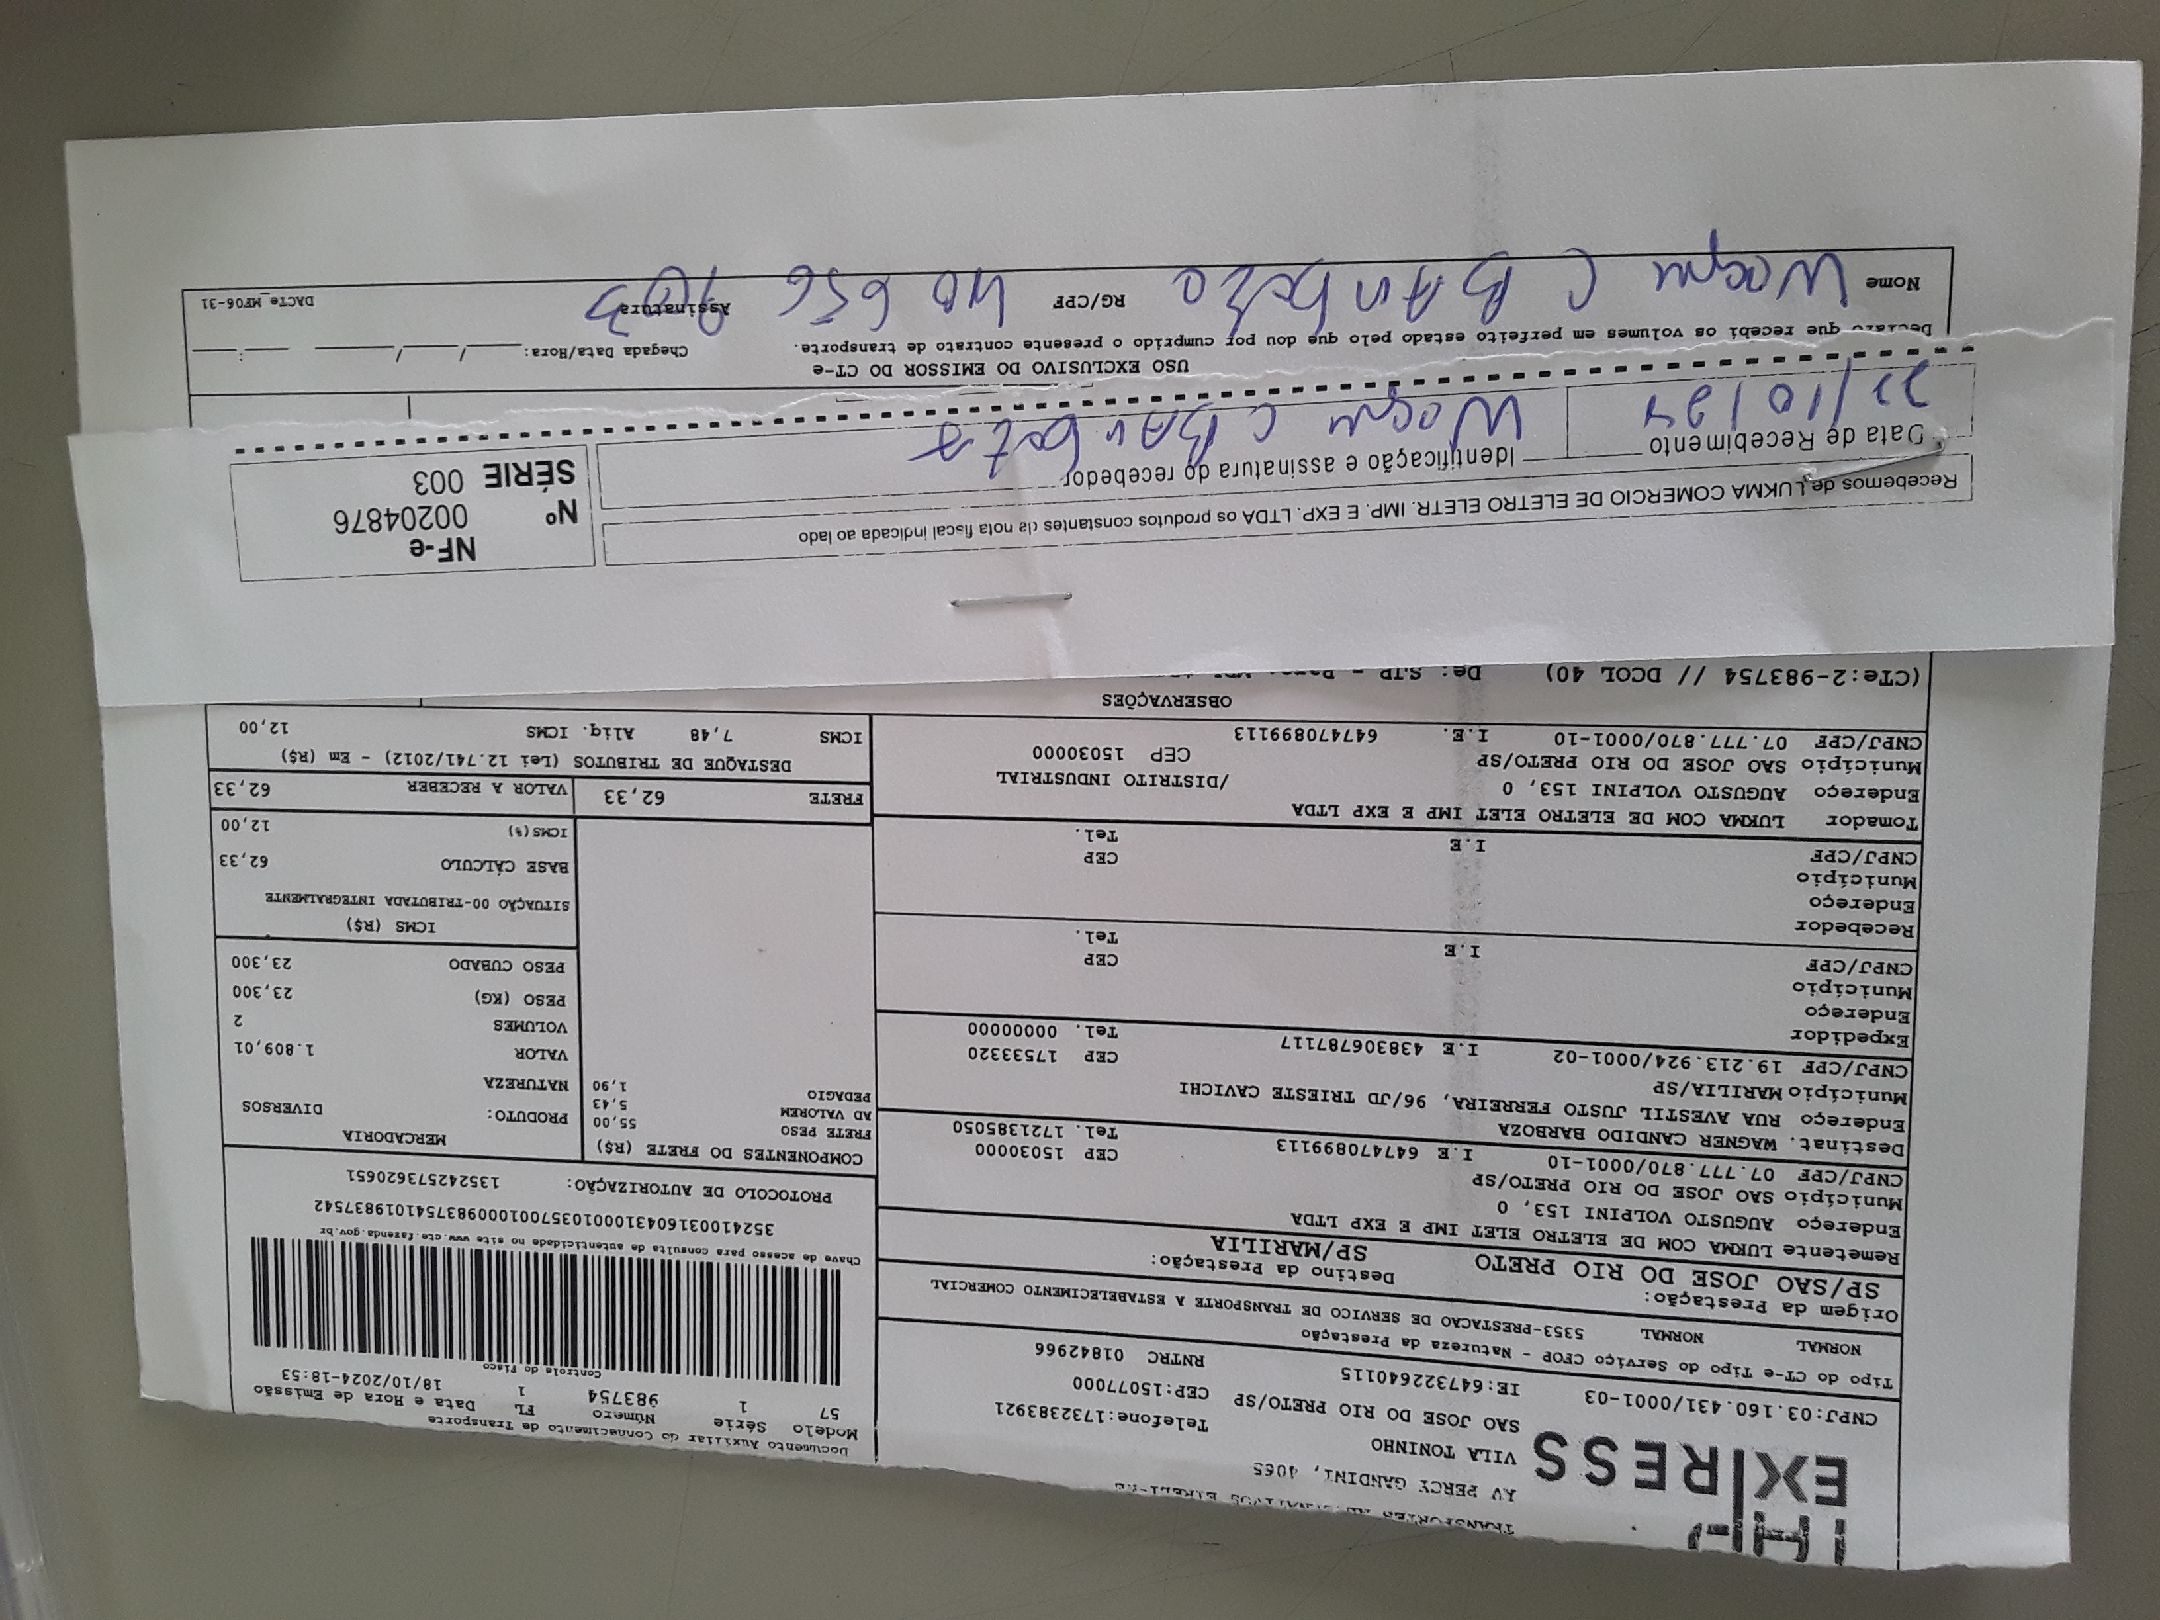 EXPRESS
AV PERCY GANDINI, 4065
VILA TONINHO
SAO JOSE DO RIO PRETO/SP CEP:15077000
Telefone:1732383921
CNPJ:03.160.431/0001-03 IE:647322640115 RNTRC 01842966
Tipo do CT-e Tipo do Serviço CFOP - Natureza da Prestação
NORMAL NORMAL 5353-PRESTACAO DE SERVICO DE TRANSPORTE A ESTABELECIMENTO COMERCIAL
Origem da Prestação: Destino da Prestação:
SP/SAO JOSE DO RIO PRETO SP/MARILIA
Remetente LUKMA COM DE ELETRO ELET IMP E EXP LTDA
Endereço AUGUSTO VOLPINI 153, 0
Município SAO JOSE DO RIO PRETO/SP CEP 15030000
CNPJ/CPF 07.777.870/0001-10 I.E 64747089​9113 Tel. 1721385050
Destinat. WAGNER CANDIDO BARBOZA
Endereço RUA AVESTIL JUSTO FERREIRA, 96/JD TRIESTE CAVICHI
Município MARILIA/SP CEP 17533320
CNPJ/CPF 19.213.924/0001-02 I.E 438306787117 Tel. 00000000
Expedidor
Endereço
Município CEP
CNPJ/CPF I.E Tel.
Recebedor
Endereço
Município CEP
CNPJ/CPF I.E Tel.
Tomador LUKMA COM DE ELETRO ELET IMP E EXP LTDA
Endereço AUGUSTO VOLPINI 153, 0 /DISTRITO INDUSTRIAL
Município SAO JOSE DO RIO PRETO/SP CEP 15030000
CNPJ/CPF 07.777.870/0001-10 I.E. 647470899113
OBSERVAÇÕES
(CTe:2-983754 // DCOL 40) De: SJP - Para:
Documento Auxiliar do Conhecimento de Transporte
Modelo Série Número FL Data e Hora de Emissão
57 1 983754 1 18/10/2024-18:53
Controle do Fisco
Chave de acesso para consulta de autenticidade no site www.cte.fazenda.gov.br
35241003160431000103570010009837541019837542
PROTOCOLO DE AUTORIZAÇÃO: 135242573620651
COMPONENTES DO FRETE (R$)
FRETE PESO 55,00
AD VALOREM 5,43
PEDAGIO 1,90
MERCADORIA
PRODUTO: DIVERSOS
NATUREZA
VALOR 1.809,01
VOLUMES 2
PESO (KG) 23,300
PESO CUBADO 23,300
ICMS (R$)
SITUAÇÃO 00-TRIBUTADA INTEGRALMENTE
BASE CÁLCULO 62,33
ICMS(%) 12,00
FRETE 62,33 VALOR A RECEBER 62,33
DESTAQUE DE TRIBUTOS (Lei 12.741/2012) - Em (R$)
ICMS 7,48 Aliq. ICMS 12,00
Recebemos de LUKMA COMERCIO DE ELETRO ELETR. IMP. E EXP. LTDA os produtos constantes da nota fiscal indicada ao lado
NF-e
Nº 00204876
SÉRIE 003
Data de Recebimento Identificação e assinatura do recebedor
22/10/24 Wagner C Barboza
USO EXCLUSIVO DO EMISSOR DO CT-e
Declaro que recebi os volumes em perfeito estado pelo que dou por cumprido o presente contrato de transporte. Chegada Data/Hora: / / :
Nome Wagner C Barboza RG/CPF 40 656 903 Assinatura DACTe_MF06-31